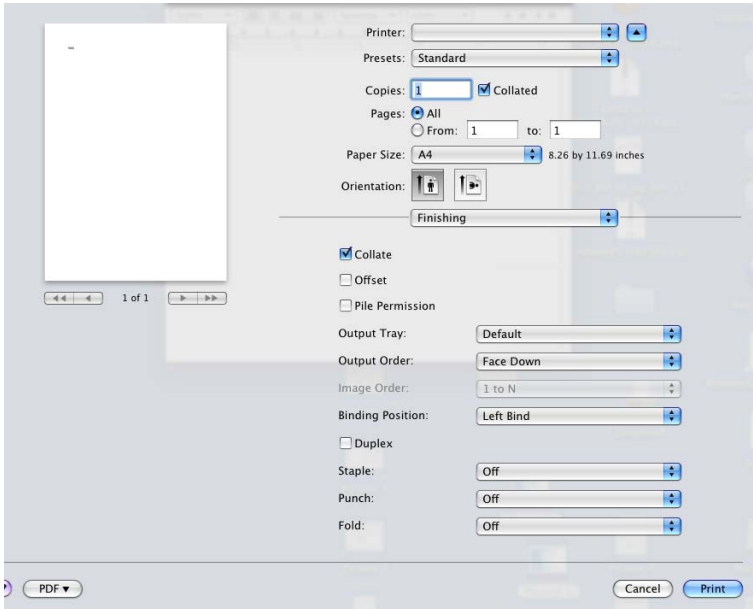 Printer:
Presets: Standard
Copies: 1 Collated
Pages: All
From: 1 to: 1
Paper Size: A4 8.26 by 11.69 inches
Orientation:
Finishing
Collate
Offset
1 of 1
Pile Permission
Output Tray: Default
Output Order: Face Down
Image Order: 1 to N
Binding Position: Left Bind
Duplex
Staple: Off
Punch: Off
Fold: Off
PDF Cancel Print